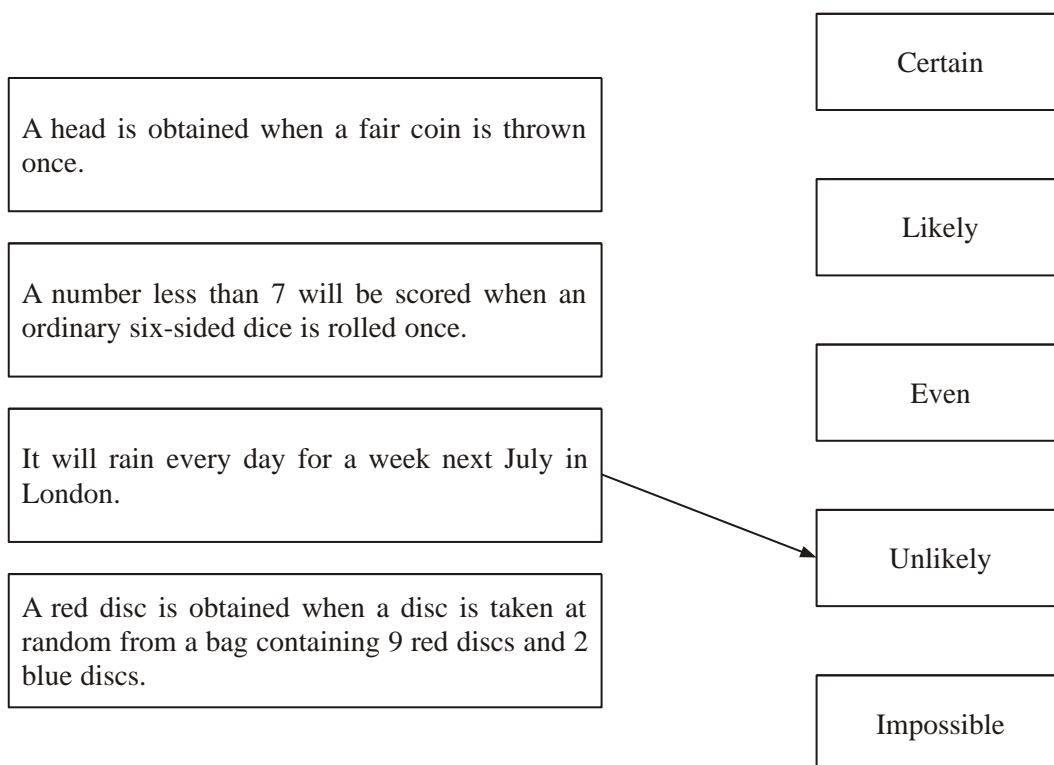 Certain
A head is obtained when a fair coin is thrown
once.
Likely
A number less than 7 will be scored when an
ordinary six-sided dice is rolled once.
Even
It will rain every day for a week next July in
London.
Unlikely
A red disc is obtained when a disc is taken at
random from a bag containing 9 red discs and 2
blue discs.
Impossible